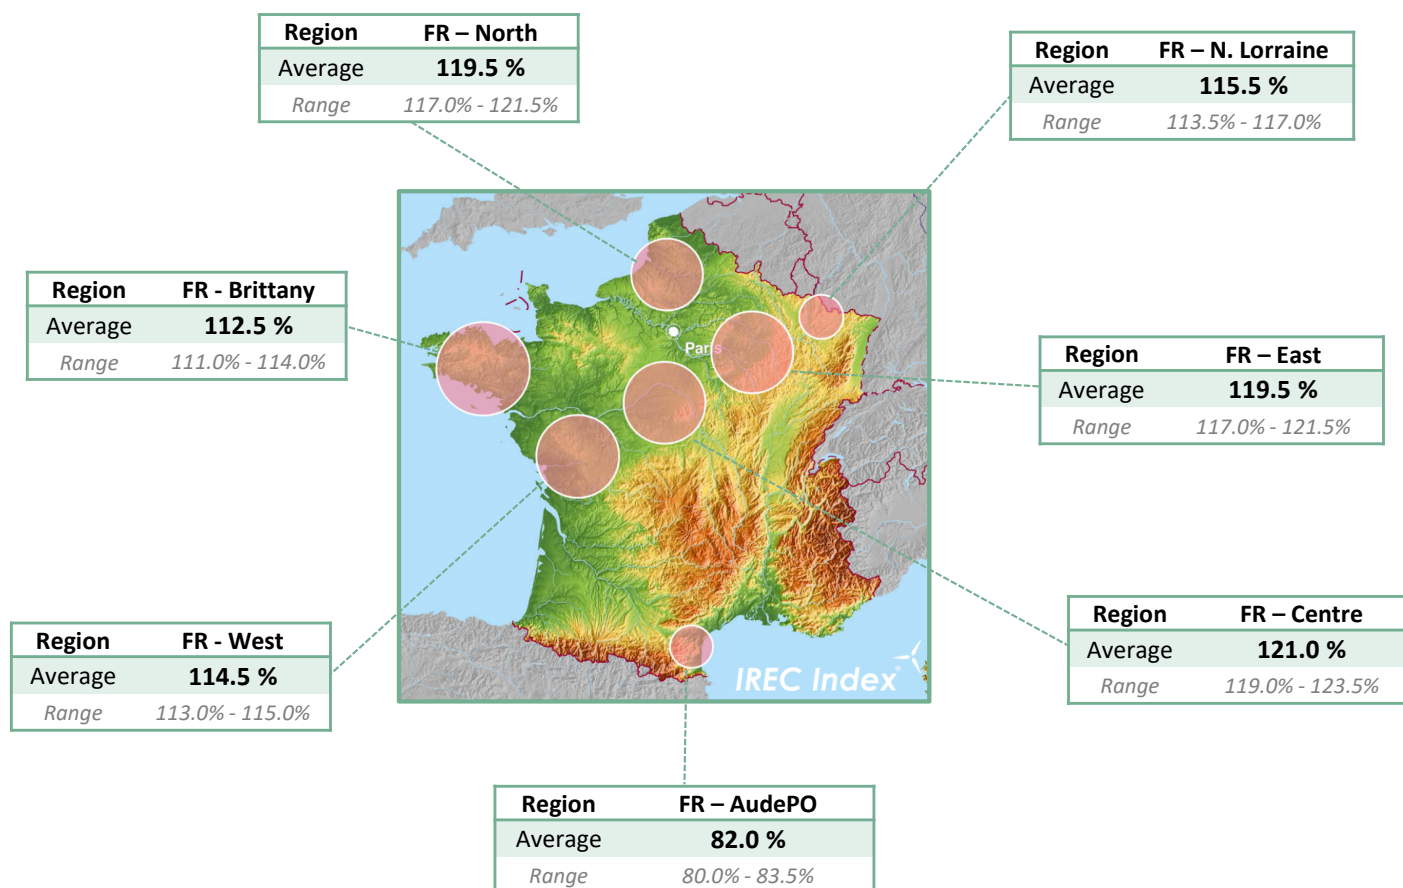 Region FR – North
Average 119.5 %
Range 117.0% - 121.5%
Region FR – N. Lorraine
Average 115.5 %
Range 113.5% - 117.0%
Region FR - Brittany
Average 112.5 %
Range 111.0% - 114.0%
Paris
Region FR – East
Average 119.5 %
Range 117.0% - 121.5%
Region FR - West
Average 114.5 %
Range 113.0% - 115.0%
Region FR – Centre
Average 121.0 %
Range 119.0% - 123.5%
IREC Index
Region FR – AudePO
Average 82.0 %
Range 80.0% - 83.5%